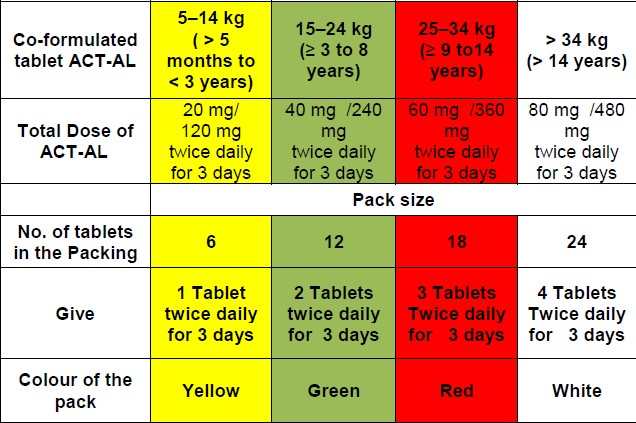 Co-formulated
tablet ACT-AL
5–14 kg
( > 5
months to
< 3 years)
15–24 kg
(≥ 3 to 8
years)
25–34 kg
(≥ 9 to14
years)
> 34 kg
(> 14 years)
Total Dose of
ACT-AL
20 mg/
120 mg
twice daily
for 3 days
40 mg /240
mg
twice daily
for 3 days
60 mg /360
mg
twice daily
for 3 days
80 mg /480
mg
twice daily
for 3 days
Pack size
No. of tablets
in the Packing
6
12
18
24
Give
1 Tablet
twice daily
for 3 days
2 Tablets
twice daily
for 3 days
3 Tablets
Twice daily
for 3 days
4 Tablets
Twice daily
for 3 days
Colour of the
pack
Yellow
Green
Red
White